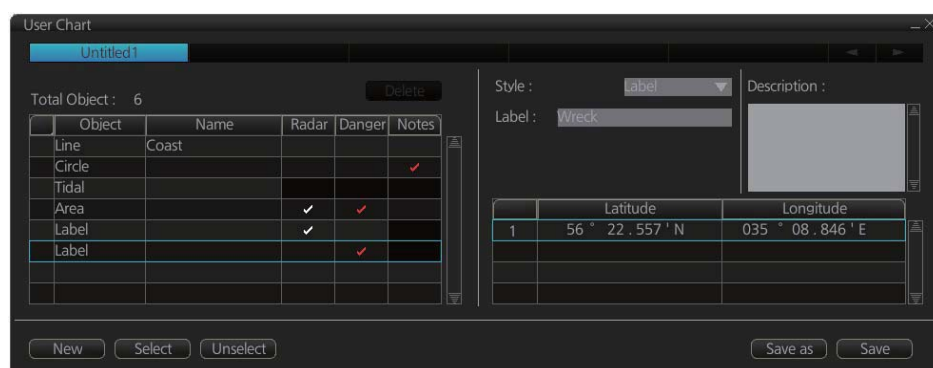 User Chart
Untitled1
Total Object : 6
Delete
Object Name Radar Danger Notes
Line Coast
Circle
Tidal
Area
Label
Label
Style : Label
Label : Wreck
Description :
Latitude Longitude
1 56 ° 22 . 557 ' N 035 ° 08 . 846 ' E
New Select Unselect
Save as Save